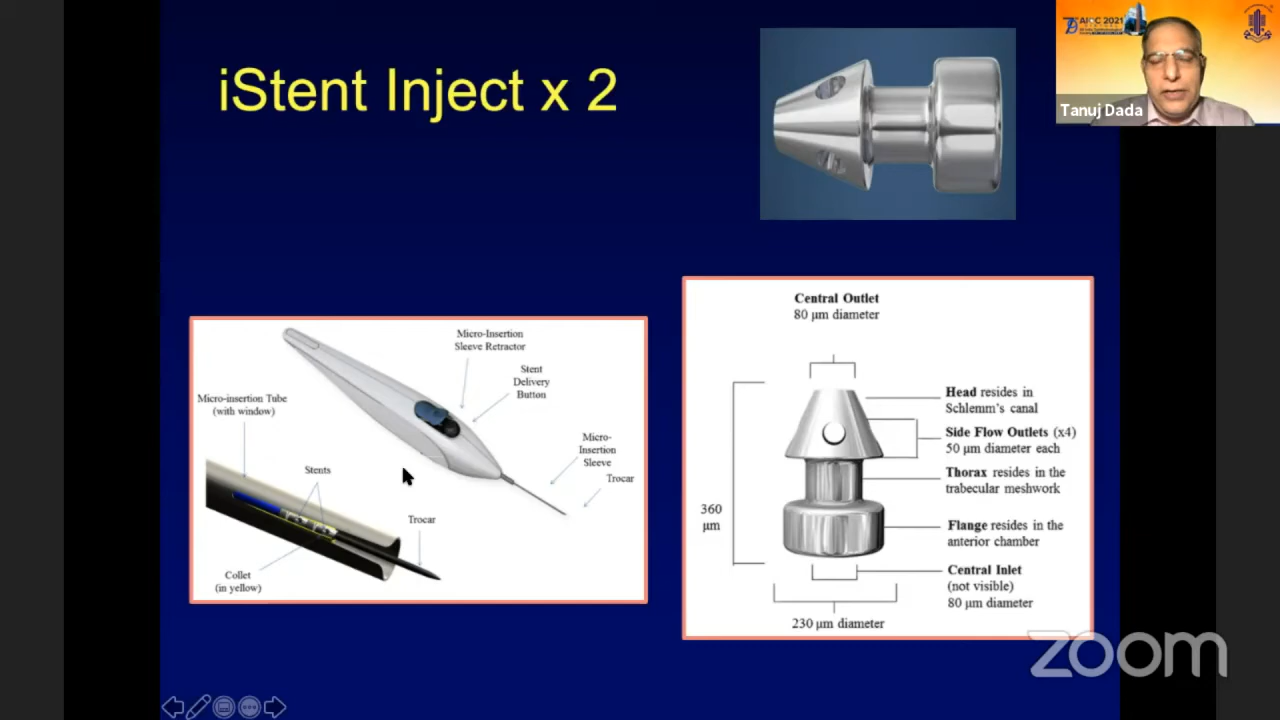 iStent Inject x 2
AIOC 2021
Tanuj Dada
Micro-Insertion
Sleeve Retractor
Stent
Delivery
Button
Micro-insertion Tube
(with window)
Micro-
Insertion
Sleeve
Trocar
Stents
Trocar
Collet
(in yellow)
Central Outlet
80 μm diameter
Head resides in
Schlemm's canal
Side Flow Outlets (x4)
50 μm diameter each
Thorax resides in the
trabecular meshwork
360
μm
Flange resides in the
anterior chamber
Central Inlet
(not visible)
80 μm diameter
230 μm diameter
zoom